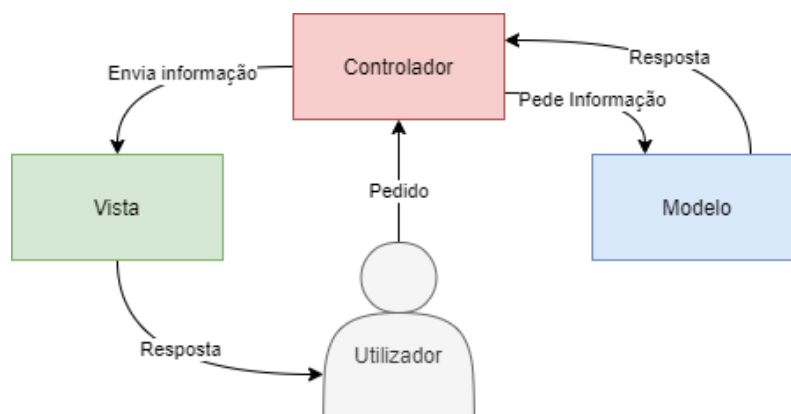 Controlador
Resposta
Envia informação
Pede Informação
Vista
Pedido
Modelo
Resposta
Utilizador